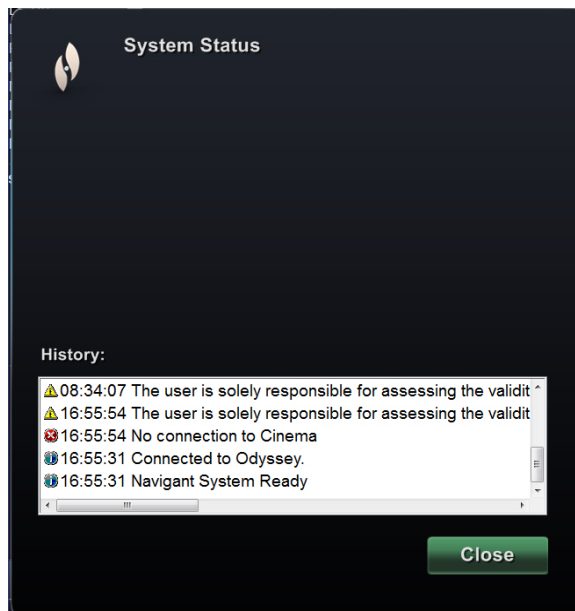 System Status
History:
08:34:07 The user is solely responsible for assessing the validit
16:55:54 The user is solely responsible for assessing the validit
16:55:54 No connection to Cinema
16:55:31 Connected to Odyssey.
16:55:31 Navigant System Ready
Close